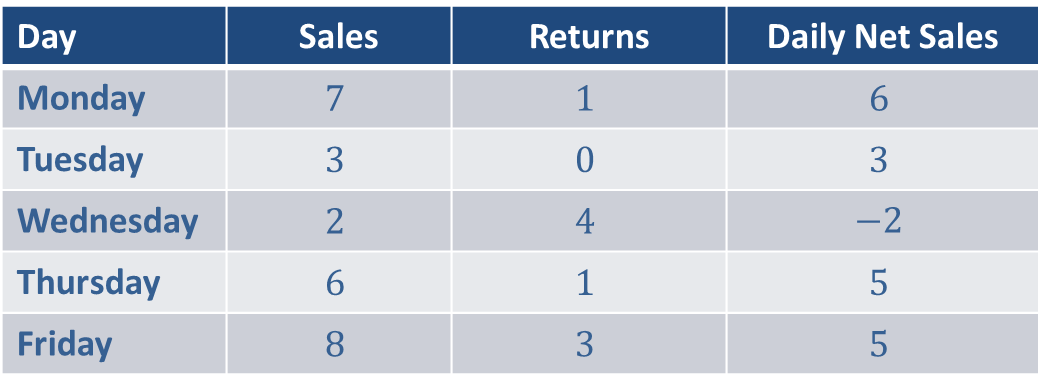 Day Sales Returns Daily Net Sales
Monday 7 1 6
Tuesday 3 0 3
Wednesday 2 4 −2
Thursday 6 1 5
Friday 8 3 5